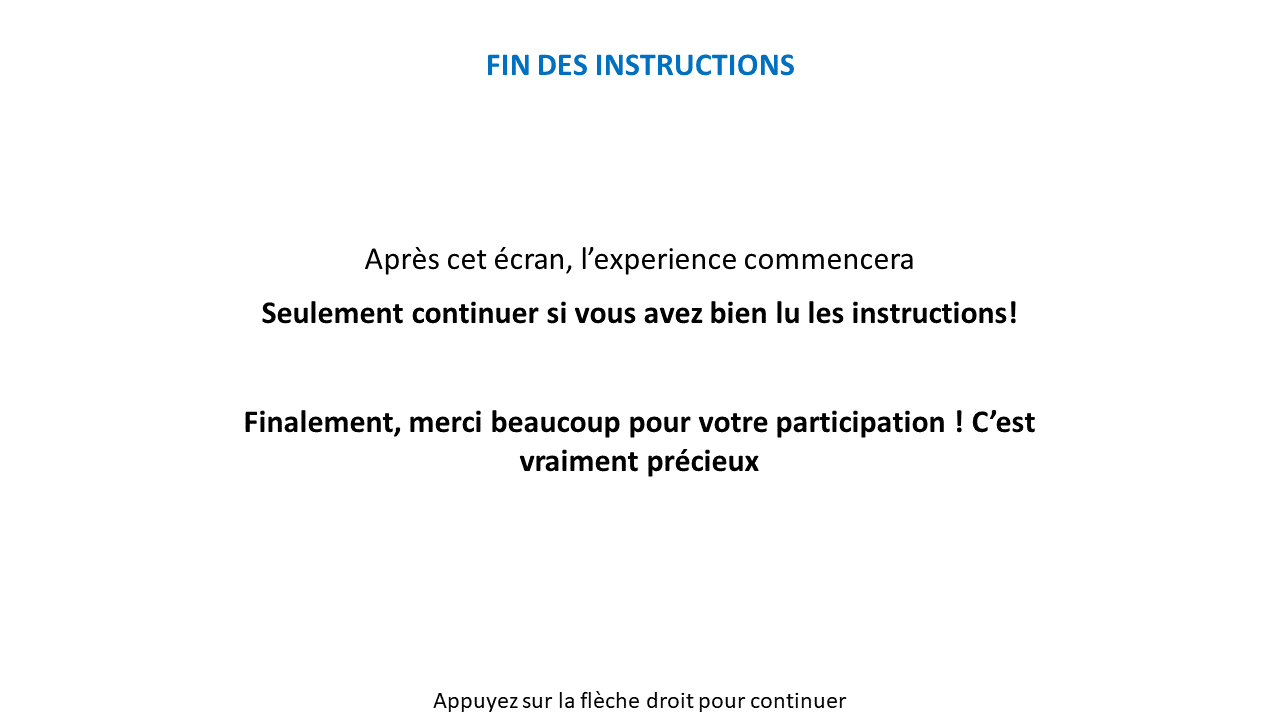 FIN DES INSTRUCTIONS
Après cet écran, l’experience commencera
Seulement continuer si vous avez bien lu les instructions!
Finalement, merci beaucoup pour votre participation ! C’est
vraiment précieux
Appuyez sur la flèche droit pour continuer